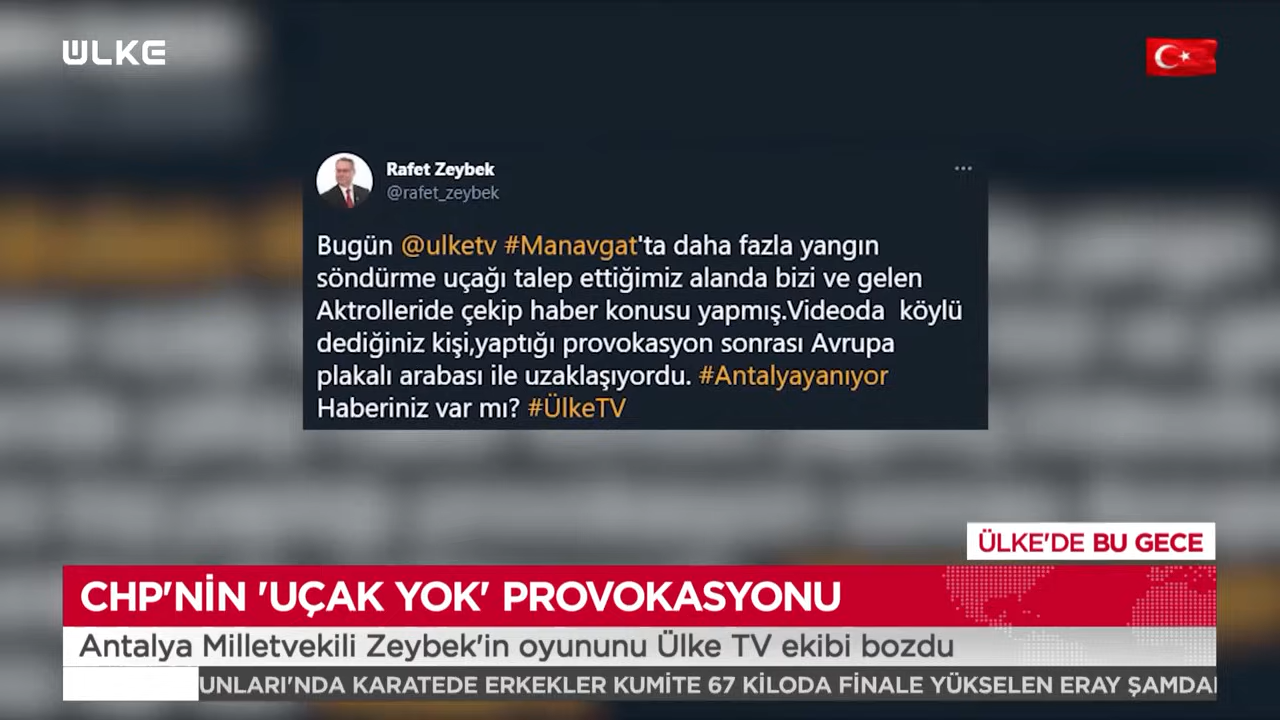 ÜLKE
Rafet Zeybek
@rafet_zeybek
Bugün @ulketv #Manavgat'ta daha fazla yangın
söndürme uçağı talep ettiğimiz alanda bizi ve gelen
Aktrolleride çekip haber konusu yapmış.Videoda köylü
dediğiniz kişi,yaptığı provokasyon sonrası Avrupa
plakalı arabası ile uzaklaşıyordu. #Antalyayanıyor
Haberiniz var mı? #ÜlkeTV
ÜLKE'DE BU GECE
CHP'NİN 'UÇAK YOK' PROVOKASYONU
Antalya Milletvekili Zeybek'in oyununu Ülke TV ekibi bozdu
UNLARI'NDA KARATEDE ERKEKLER KUMİTE 67 KİLODA FİNALE YÜKSELEN ERAY ŞAMDA